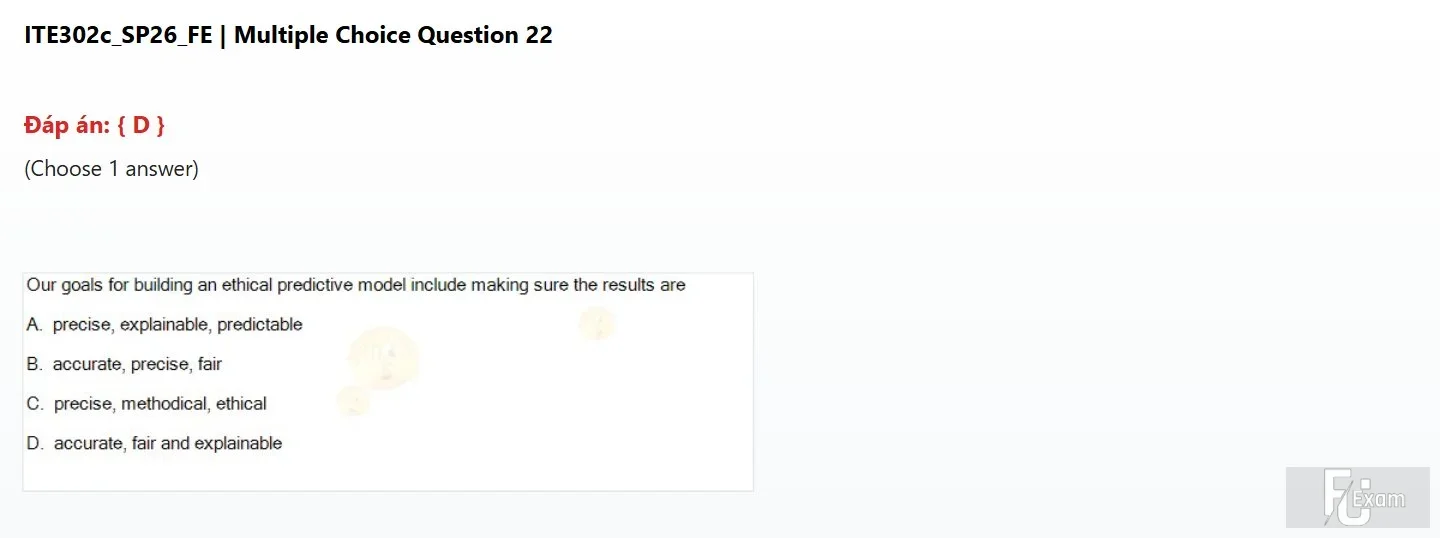 ITE302c_SP26_FE | Multiple Choice Question 22
Đáp án: { D }
(Choose 1 answer)
Our goals for building an ethical predictive model include making sure the results are
A. precise, explainable, predictable
B. accurate, precise, fair
C. precise, methodical, ethical
D. accurate, fair and explainable
FU Exam